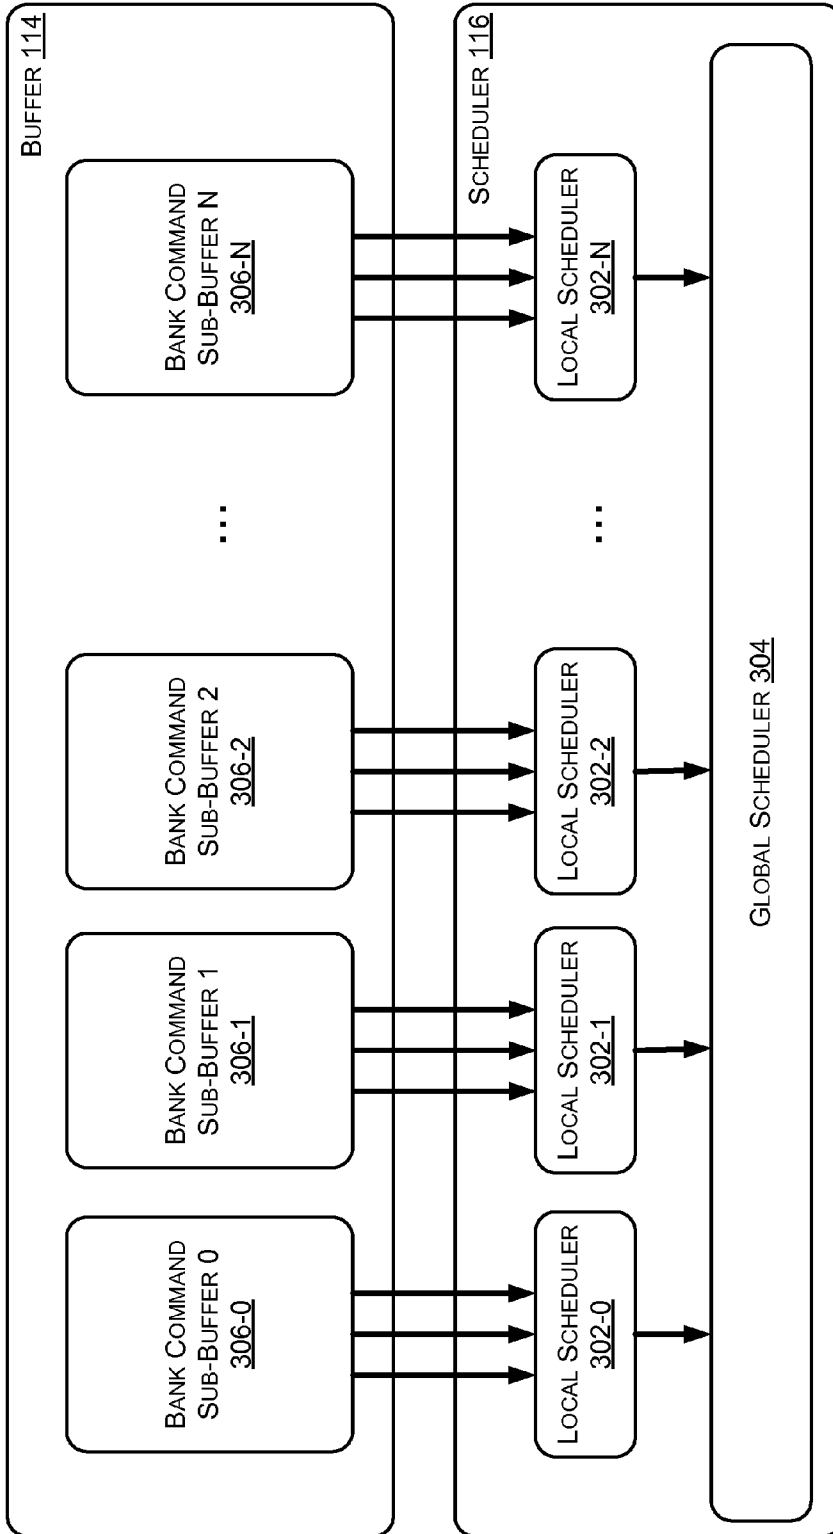 BUFFER 114
BANK COMMAND
SUB-BUFFER 0
306-0
BANK COMMAND
SUB-BUFFER 1
306-1
BANK COMMAND
SUB-BUFFER 2
306-2
...
BANK COMMAND
SUB-BUFFER N
306-N
SCHEDULER 116
LOCAL SCHEDULER
302-0
LOCAL SCHEDULER
302-1
LOCAL SCHEDULER
302-2
...
LOCAL SCHEDULER
302-N
GLOBAL SCHEDULER 304